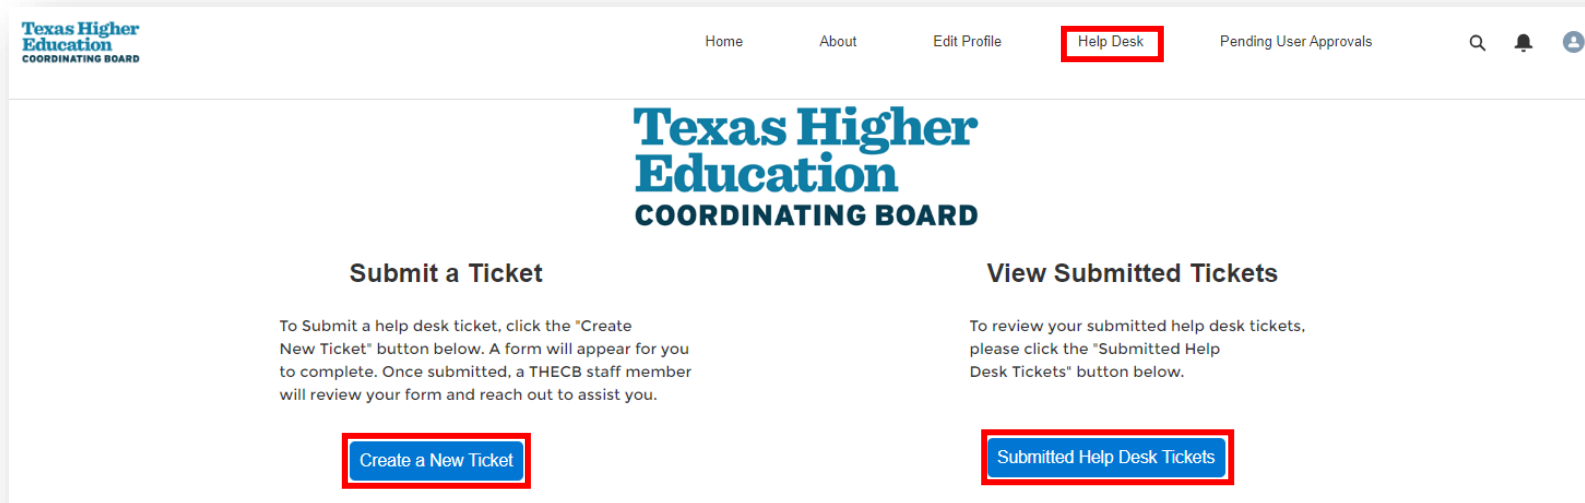 Texas Higher
Education
COORDINATING BOARD
Home About Edit Profile Help Desk Pending User Approvals
Texas Higher
Education
COORDINATING BOARD
Submit a Ticket
To Submit a help desk ticket, click the "Create
New Ticket" button below. A form will appear for you
to complete. Once submitted, a THECB staff member
will review your form and reach out to assist you.
Create a New Ticket
View Submitted Tickets
To review your submitted help desk tickets,
please click the "Submitted Help
Desk Tickets" button below.
Submitted Help Desk Tickets